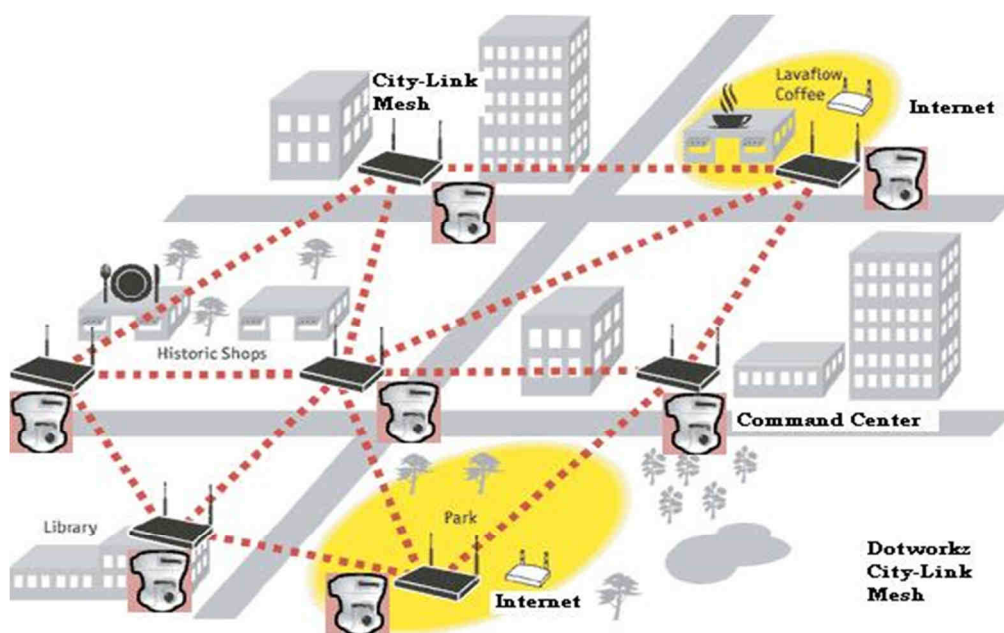 City-Link
Mesh
Lavaflow
Coffee
Internet
Historic Shops
Command Center
Library
Park
Internet
Dotworkz
City-Link
Mesh